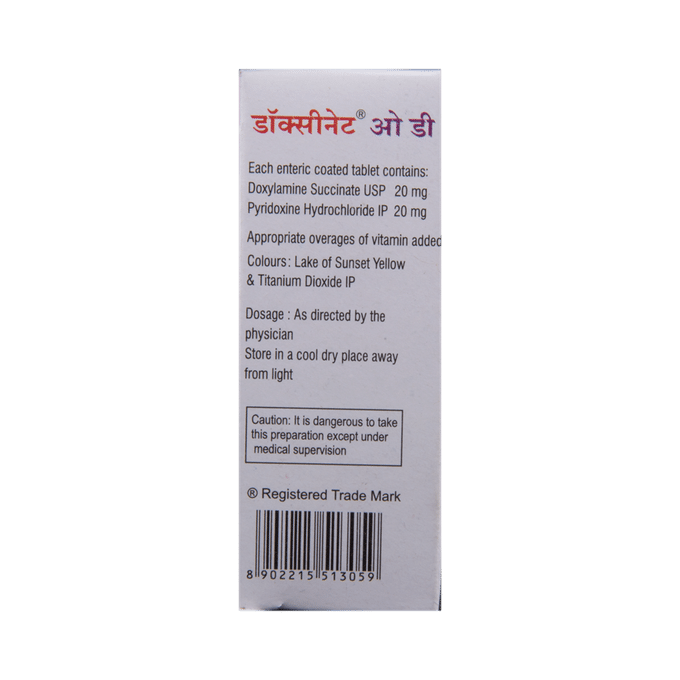 डॉक्सीनेट® ओ डी
Each enteric coated tablet contains:
Doxylamine Succinate USP 20 mg
Pyridoxine Hydrochloride IP 20 mg
Appropriate overages of vitamin added
Colours : Lake of Sunset Yellow
& Titanium Dioxide IP
Dosage : As directed by the
physician
Store in a cool dry place away
from light
Caution: It is dangerous to take
this preparation except under
medical supervision
® Registered Trade Mark
8 902215 513059